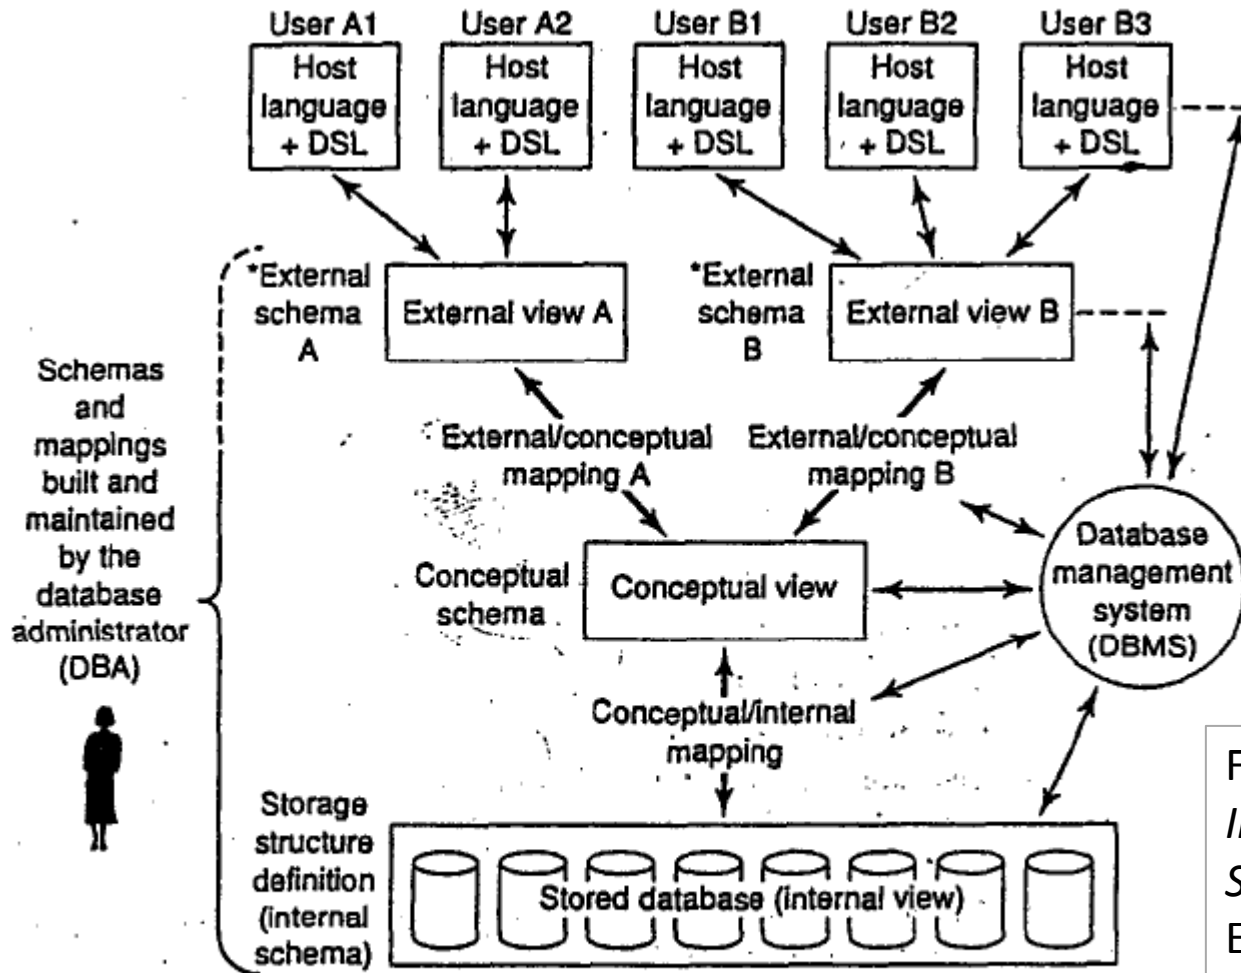 User A1
User A2
User B1
User B2
User B3
Host
language
+ DSL
Host
language
+ DSL
Host
language
+ DSL
Host
language
+ DSL
Host
language
+ DSL
*External
schema
A
External view A
*External
schema
B
External view B
Schemas
and
mappings
built and
maintained
by the
database
administrator
(DBA)
External/conceptual
mapping A
External/conceptual
mapping B
Conceptual
schema
Conceptual view
Database
management
system
(DBMS)
Conceptual/internal
mapping
Storage
structure
definition
(internal
schema)
Stored database (internal view)